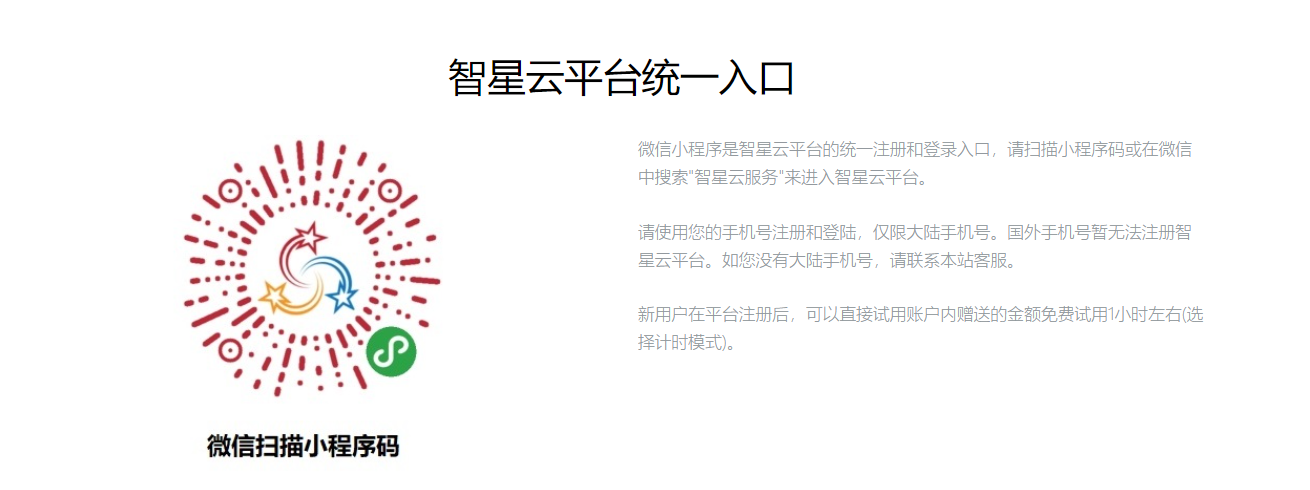 智星云平台统一入口
微信小程序是智星云平台的统一注册和登录入口，请扫描小程序码或在微信
中搜索"智星云服务"来进入智星云平台。
请使用您的手机号注册和登陆，仅限大陆手机号。国外手机号暂无法注册智
星云平台。如您没有大陆手机号，请联系本站客服。
新用户在平台注册后，可以直接试用账户内赠送的金额免费试用1小时左右(选
择计时模式)。
微信扫描小程序码